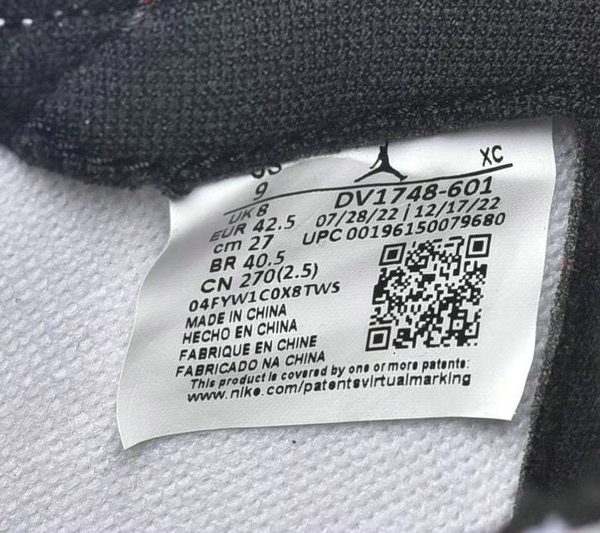 XC
9
UK 8
EUR 42.5
cm 27
BR 40.5
CN 270(2.5)
04FYW1C0X8TWS
DV1748-601
07/28/22 | 12/17/22
UPC 00196150079680
MADE IN CHINA
HECHO EN CHINA
FABRIQUE EN CHINE
FABRICADO NA CHINA
This product is covered by one or more patents:
www.nike.com/patentsvirtualmarking